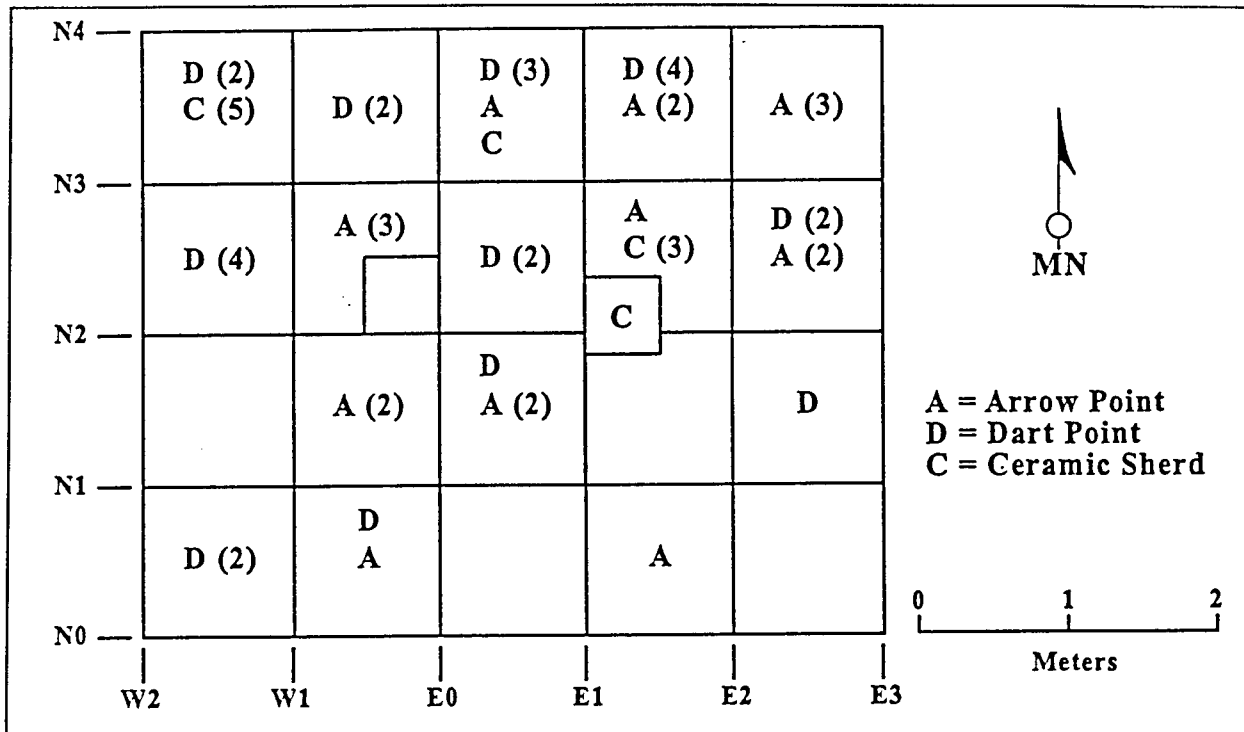 N4
D (2)
C (5)
D (2)
D (3)
A
C
D (4)
A (2)
A (3)
N3
D (4)
A (3)
D (2)
A
C (3)
C
D (2)
A (2)
MN
N2
A (2)
D
A (2)
D
A = Arrow Point
D = Dart Point
C = Ceramic Sherd
N1
D (2)
D
A
A
N0
W2 W1 E0 E1 E2 E3
0 1 2
Meters